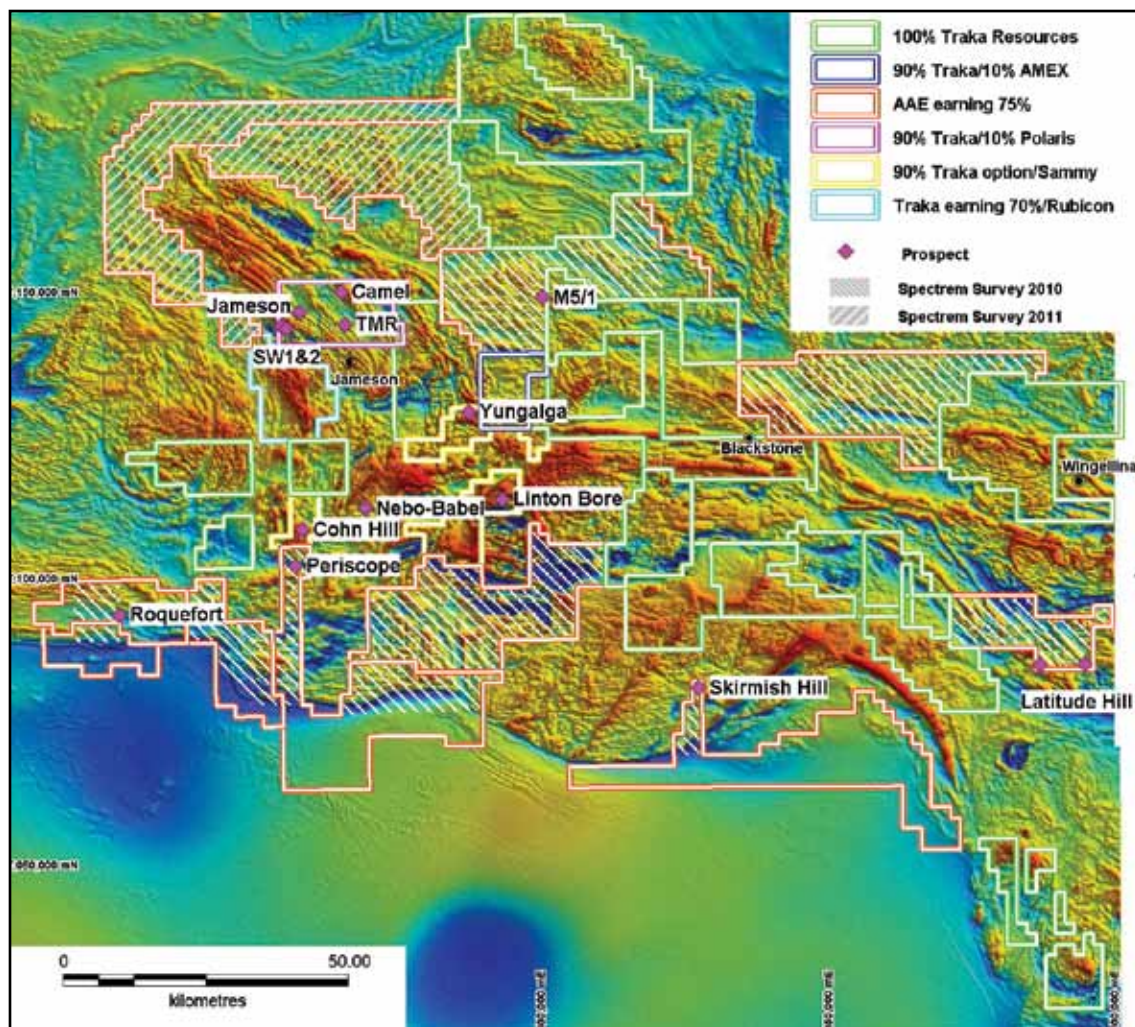 100% Traka Resources
90% Traka/10% AMEX
AAE earning 75%
90% Traka/10% Polaris
90% Traka option/Sammy
Traka earning 70%/Rubicon
Prospect
Spectrem Survey 2010
Spectrem Survey 2011
Camel
M5/1
Jameson
TMR
SW1&2
Jameson
Yungalga
Blackstone
Wingellina
Linton Bore
Nebo-Babel
Cohn Hill
Periscope
Roquefort
Skirmish Hill
Latitude Hill
0 50.00
kilometres